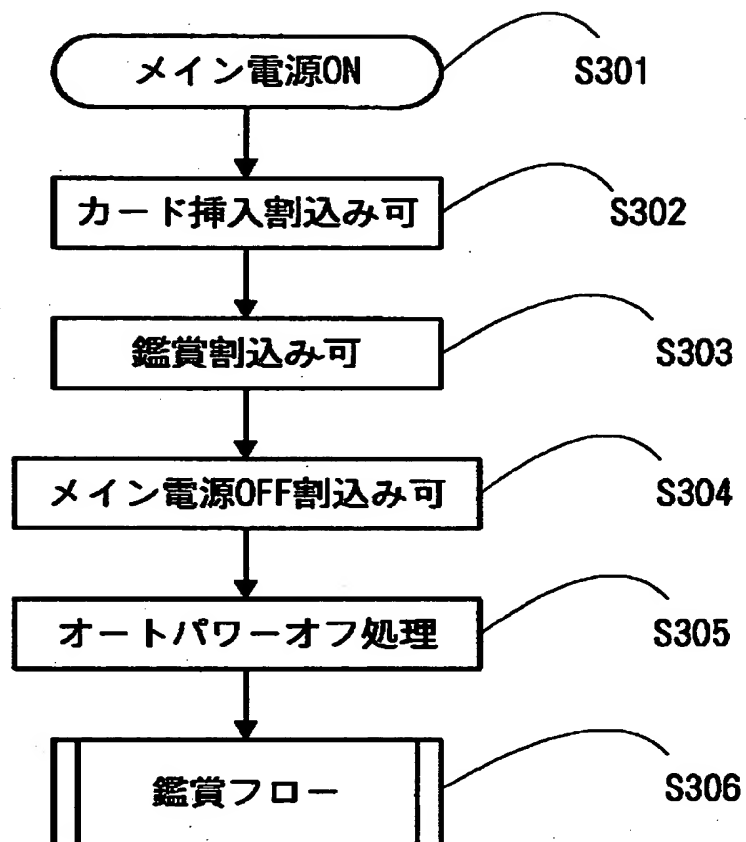 メイン電源ON
S301
カード挿入割込み可
S302
鑑賞割込み可
S303
メイン電源OFF割込み可
S304
オートパワーオフ処理
S305
鑑賞フロー
S306